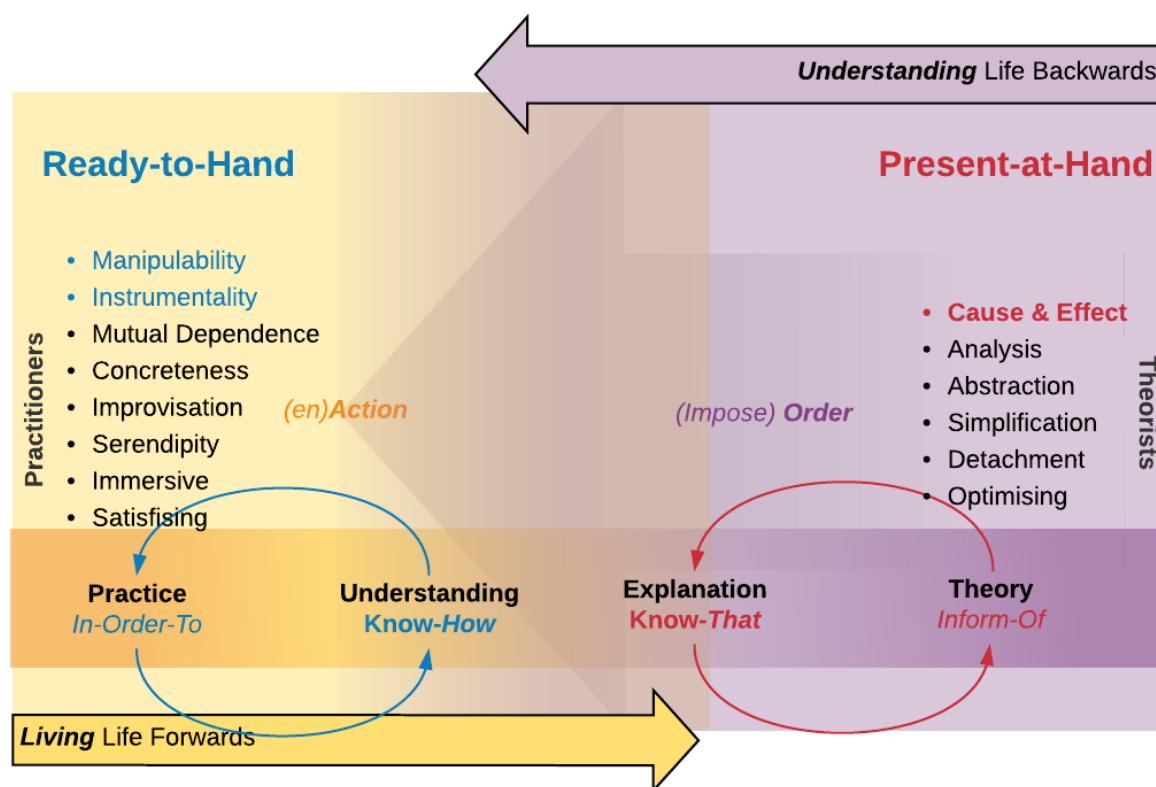 Understanding Life Backwards
Ready-to-Hand
Present-at-Hand
Practitioners
• Manipulability
• Instrumentality
• Mutual Dependence
• Concreteness
• Improvisation
• Serendipity
• Immersive
• Satisfising
(en)Action
(Impose) Order
• Cause & Effect
• Analysis
• Abstraction
• Simplification
• Detachment
• Optimising
Theorists
Practice
In-Order-To
Understanding
Know-How
Explanation
Know-That
Theory
Inform-Of
Living Life Forwards